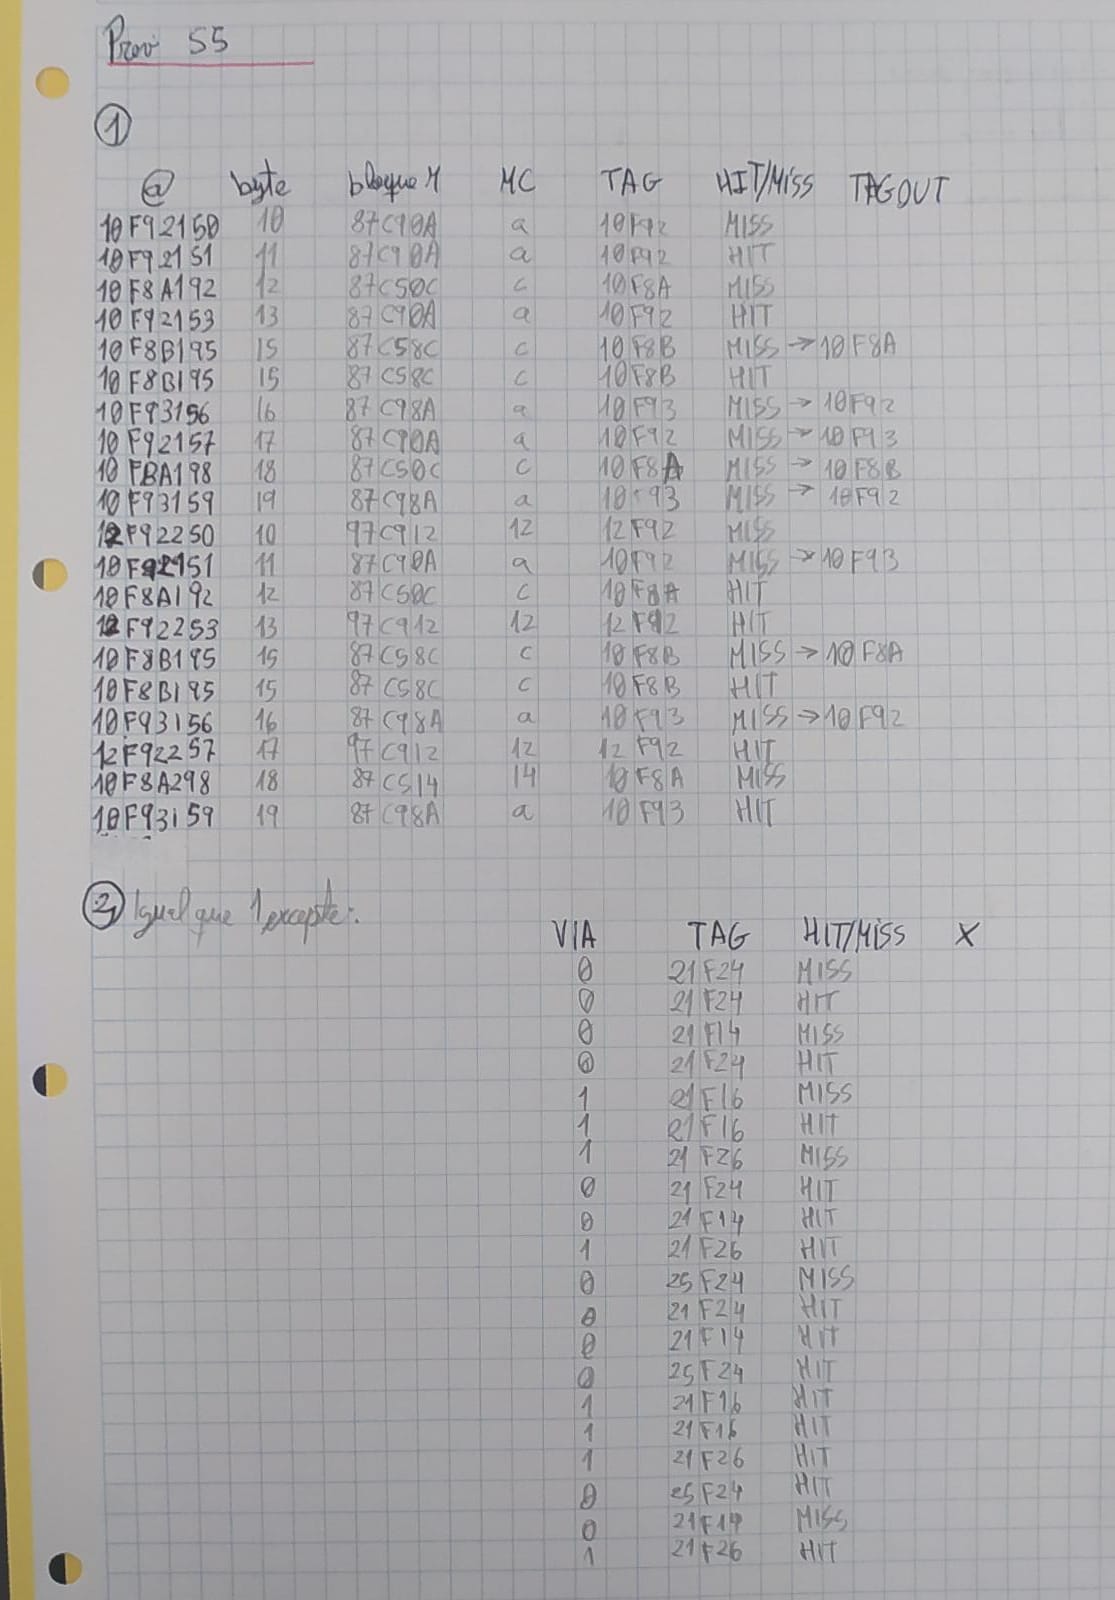 Prov 55
1
@ byte bloque M MC TAG HIT/MISS TAGOUT
10F92150 10 87C90A a 10F92 MISS
10F92151 11 87C90A a 10F92 HIT
10F8A192 12 87C50C c 10F8A MISS
10F92153 13 87C90A a 10F92 HIT
10F8B195 15 87C58C c 10F8B MISS → 10F8A
10F8B195 15 87C58C c 10F8B HIT
10F93156 16 87C98A a 10F93 MISS → 10F92
10F92157 17 87C90A a 10F92 MISS → 10F93
10FBA198 18 87C50C c 10F8A MISS → 10F8B
10F93159 19 87C98A a 10F93 MISS → 10F92
12F92250 10 97C912 12 12F92 MISS
10F92151 11 87C90A a 10F92 MISS → 10F93
10F8A192 12 87C50C c 10F8A HIT
12F92253 13 97C912 12 12F92 HIT
10F8B195 15 87C58C c 10F8B MISS → 10F8A
10F8B195 15 87C58C c 10F8B HIT
10F93156 16 87C98A a 10F93 MISS → 10F92
12F92257 17 97C912 12 12F92 HIT
10F8A298 18 87C514 14 10F8A MISS
10F93159 19 87C98A a 10F93 HIT
2 Igual que 1 excepte:
VIA TAG HIT/MISS X
0 21F24 MISS
0 21F24 HIT
0 21F14 MISS
0 21F24 HIT
1 21F16 MISS
1 21F16 HIT
1 21F26 MISS
0 21F24 HIT
0 21F14 HIT
1 21F26 HIT
0 25F24 MISS
0 21F24 HIT
0 21F14 HIT
0 25F24 HIT
1 21F16 HIT
1 21F16 HIT
1 21F26 HIT
0 25F24 HIT
0 21F14 MISS
1 21F26 HIT